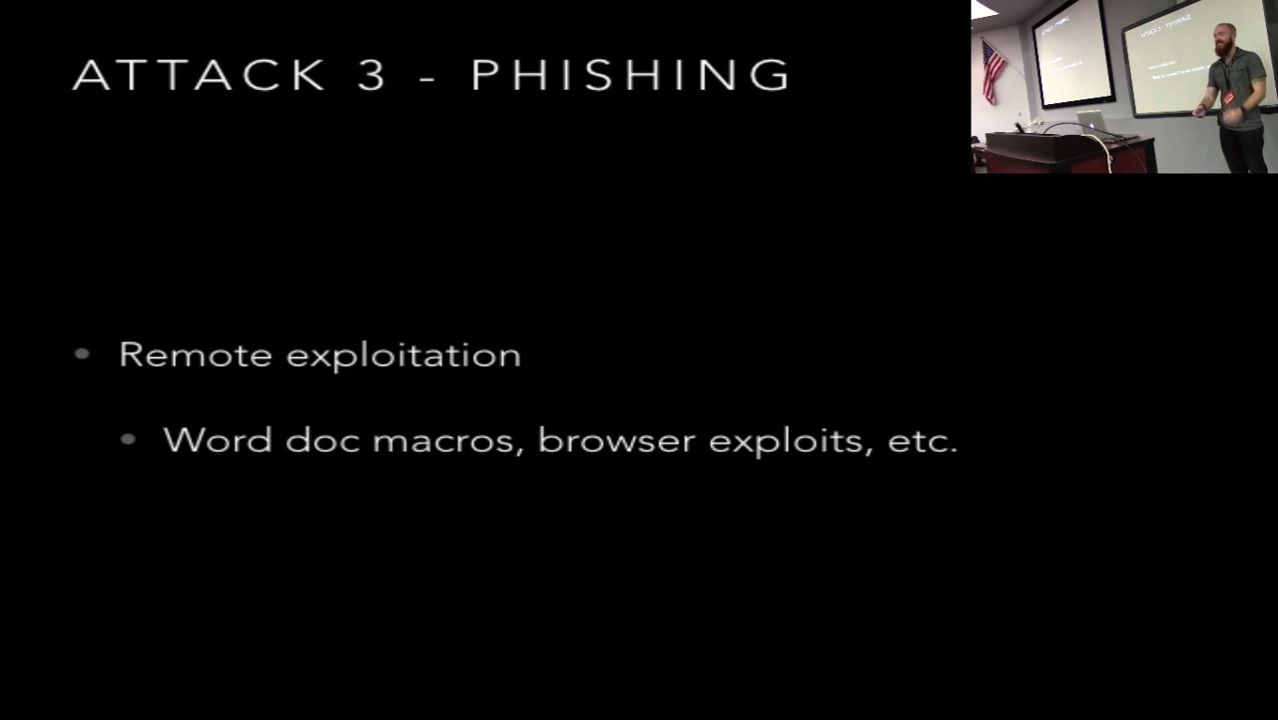 ATTACK 3 - PHISHING
Remote exploitation
Word doc macros, browser exploits, etc.